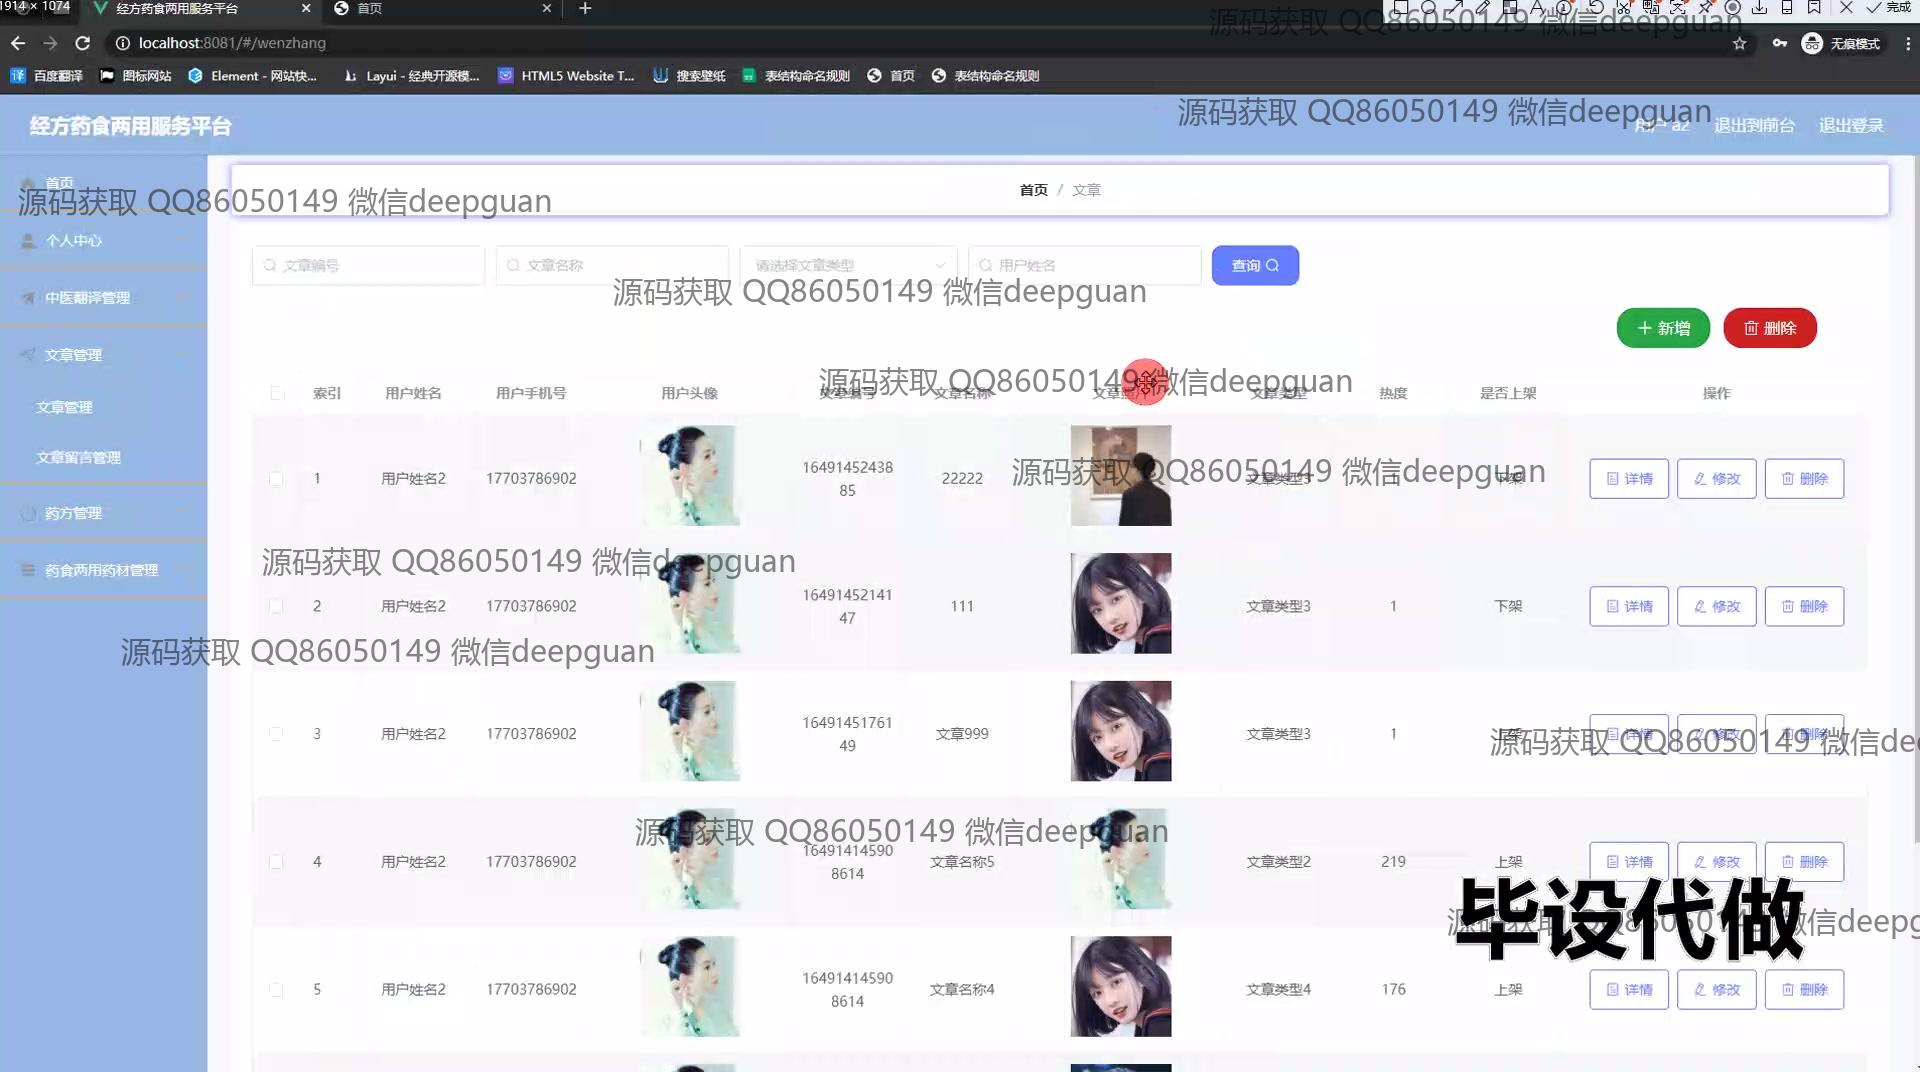 1914 × 1074
经方药食两用服务平台
首页
完成
localhost:8081/#/wenzhang
无痕模式
百度翻译
图标网站
Element - 网站快...
Layui - 经典开源模...
HTML5 Website T...
搜索壁纸
表结构命名规则
首页
表结构命名规则
源码获取 QQ86050149 微信deepguan
经方药食两用服务平台
源码获取 QQ86050149 微信deepguan
用户 a2
退出到前台
退出登录
首页
源码获取 QQ86050149 微信deepguan
首页 / 文章
个人中心
中医翻译管理
文章管理
文章管理
文章留言管理
药方管理
药食两用药材管理
文章编号
文章名称
请选择文章类型
用户姓名
查询
源码获取 QQ86050149 微信deepguan
新增
删除
源码获取 QQ86050149 微信deepguan
索引 用户姓名 用户手机号 用户头像 文章编号 文章名称 文章照片 文章类型 热度 是否上架 操作
1 用户姓名2 17703786902 16491452438 22222 文章类型3 1 下架 详情 修改 删除
85
源码获取 QQ86050149 微信deepguan
源码获取 QQ86050149 微信deepguan
2 用户姓名2 17703786902 16491452141 111 文章类型3 1 下架 详情 修改 删除
47
源码获取 QQ86050149 微信deepguan
3 用户姓名2 17703786902 16491451761 文章999 文章类型3 1 上架 详情 修改 删除
49
源码获取 QQ86050149 微信dee
源码获取 QQ86050149 微信deepguan
4 用户姓名2 17703786902 16491414590 文章名称5 文章类型2 219 上架 详情 修改 删除
8614
源码获取 QQ86050149 微信deepg
毕设代做
5 用户姓名2 17703786902 16491414590 文章名称4 文章类型4 176 上架 详情 修改 删除
8614